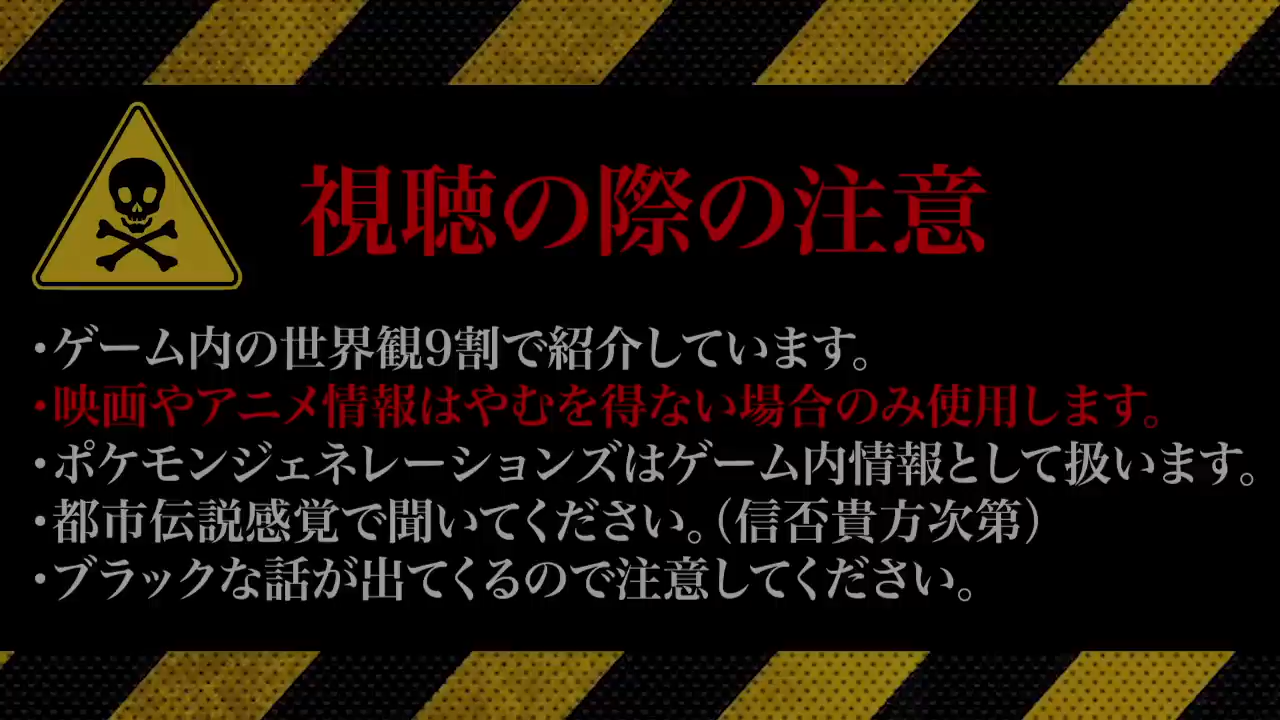 視聴の際の注意
・ゲーム内の世界観9割で紹介しています。
・映画やアニメ情報はやむを得ない場合のみ使用します。
・ポケモンジェネレーションズはゲーム内情報として扱います。
・都市伝説感覚で聞いてください。（信否貴方次第）
・ブラックな話が出てくるので注意してください。